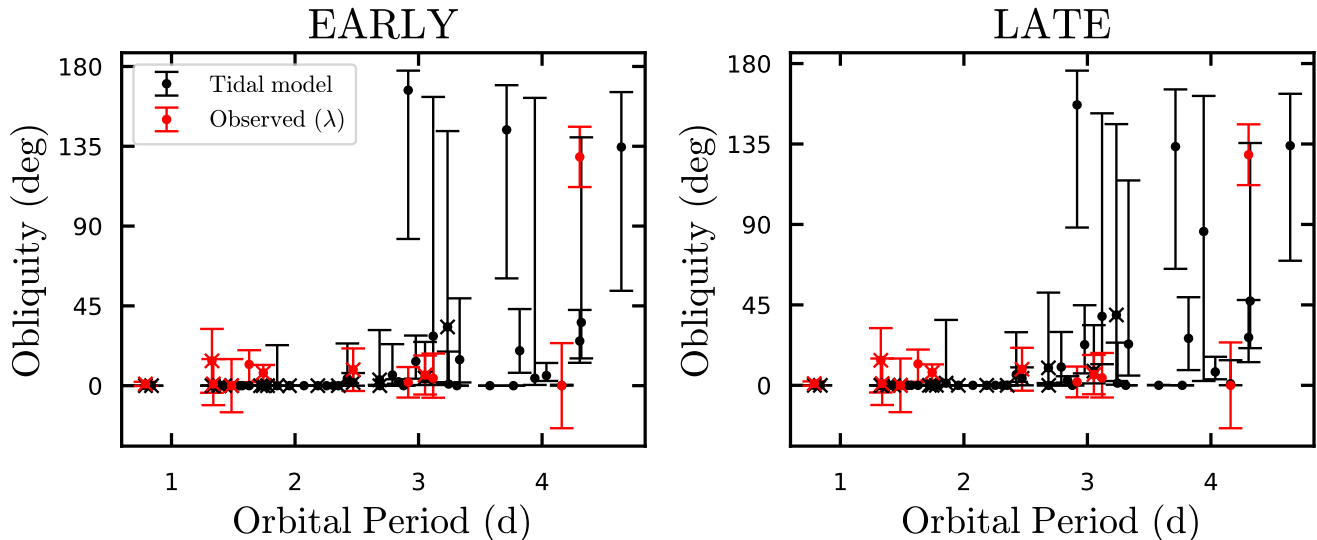 EARLY
LATE
Obliquity (deg)
180
135
90
45
0
Tidal model
Observed (λ)
1 2 3 4
Orbital Period (d)
Obliquity (deg)
180
135
90
45
0
1 2 3 4
Orbital Period (d)